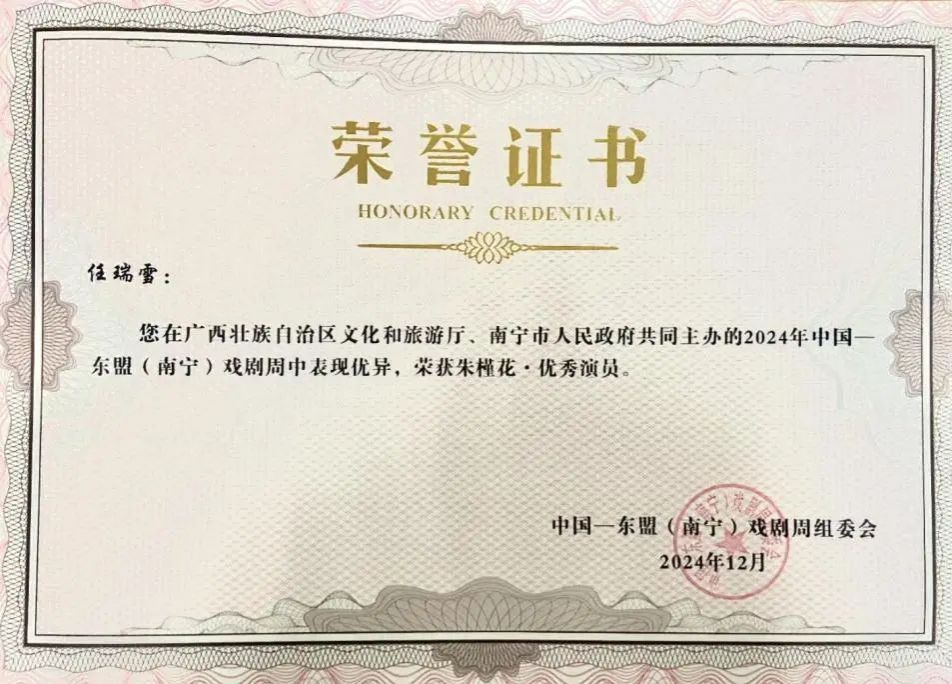 荣誉证书
HONORARY CREDENTIAL
任瑞雪：
您在广西壮族自治区文化和旅游厅、南宁市人民政府共同主办的2024年中国—
东盟（南宁）戏剧周中表现优异，荣获朱槿花·优秀演员。
中国—东盟（南宁）戏剧周组委会
2024年12月